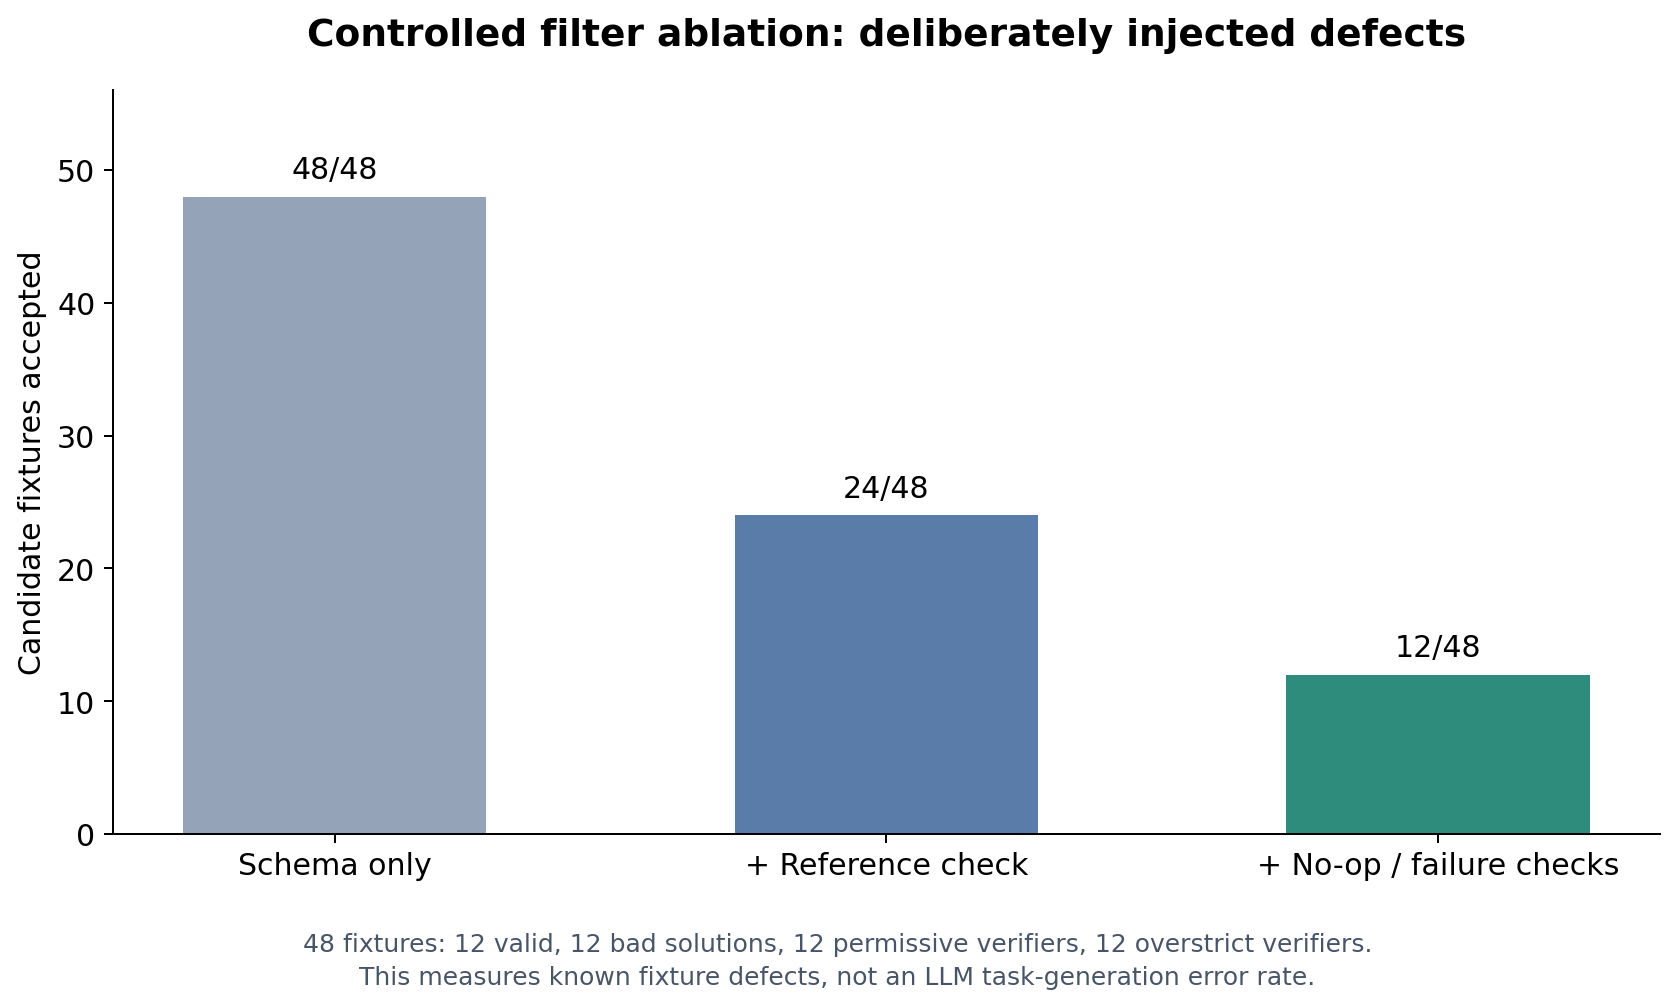 Controlled filter ablation: deliberately injected defects
Candidate fixtures accepted
50
40
30
20
10
0
48/48
24/48
12/48
Schema only
+ Reference check
+ No-op / failure checks
48 fixtures: 12 valid, 12 bad solutions, 12 permissive verifiers, 12 overstrict verifiers.
This measures known fixture defects, not an LLM task-generation error rate.